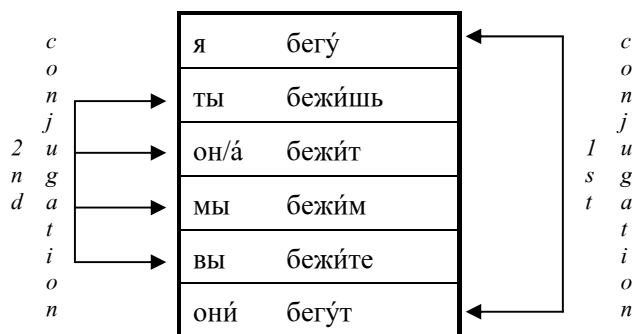 2nd conjugation
я бегу́
ты бежи́шь
он/а́ бежи́т
мы бежи́м
вы бежи́те
они́ бегу́т
1st conjugation